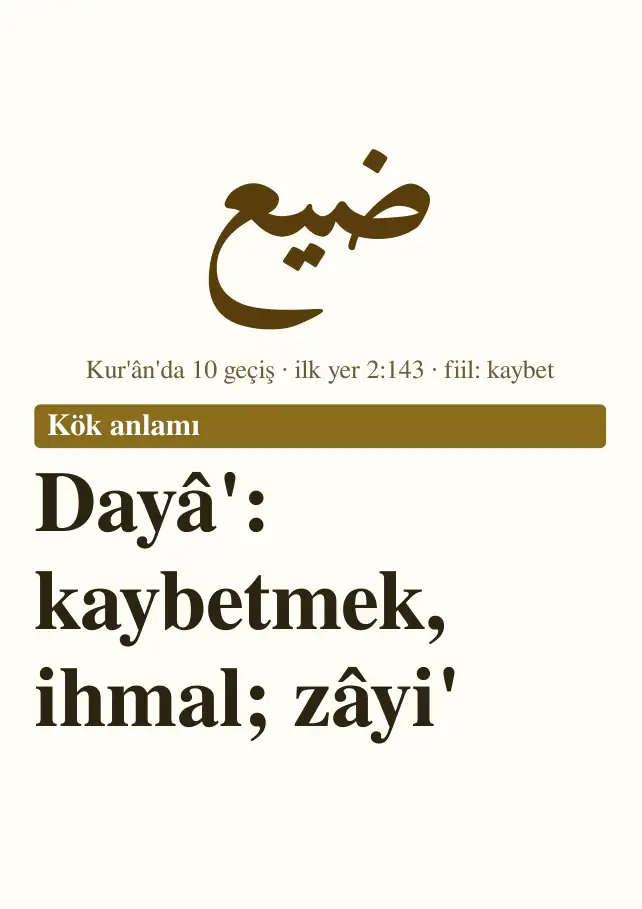 ضيع
Kur'ân'da 10 geçiş · ilk yer 2:143 · fiil: kaybet
Kök anlamı
Dayâ':
kaybetmek,
ihmal; zâyi'